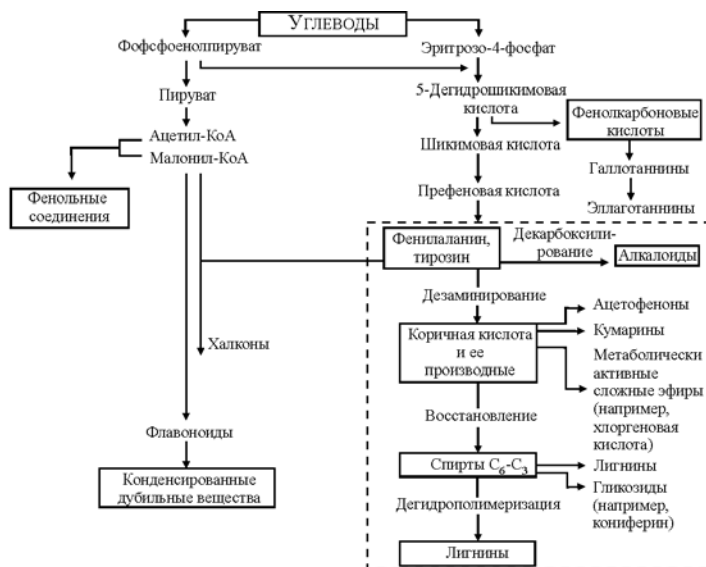 УГЛЕВОДЫ
Фофсфоенолпируват
Эритрозо-4-фосфат
Пируват
5-Дегидрошикимовая
кислота
Фенолкарбоновые
кислоты
Ацетил-КоА
Малонил-КоА
Шикимовая кислота
Галлотаннины
Фенольные
соединения
Префеновая кислота
Эллаготаннины
Фенилаланин,
тирозин
Декарбоксили-
рование
Алкалоиды
Дезаминирование
Ацетофеноны
Халконы
Коричная кислота
и ее
производные
Кумарины
Метаболически
активные
сложные эфиры
(например,
хлоргеновая
кислота)
Восстановление
Флавоноиды
Конденсированные
дубильные вещества
Спирты C6-C3
Лигнины
Гликозиды
(например,
кониферин)
Дегидрополимеризация
Лигнины